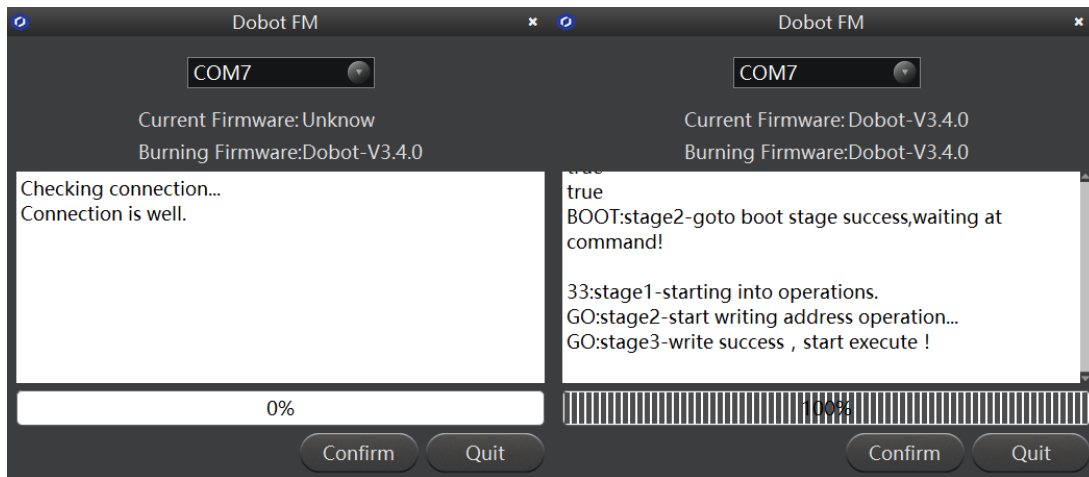 Dobot FM
COM7
Current Firmware: Unknow
Burning Firmware:Dobot-V3.4.0
Checking connection...
Connection is well.
0%
Confirm
Quit
Dobot FM
COM7
Current Firmware: Dobot-V3.4.0
Burning Firmware:Dobot-V3.4.0
true
true
BOOT:stage2-goto boot stage success,waiting at
command!
33:stage1-starting into operations.
GO:stage2-start writing address operation...
GO:stage3-write success , start execute !
100%
Confirm
Quit